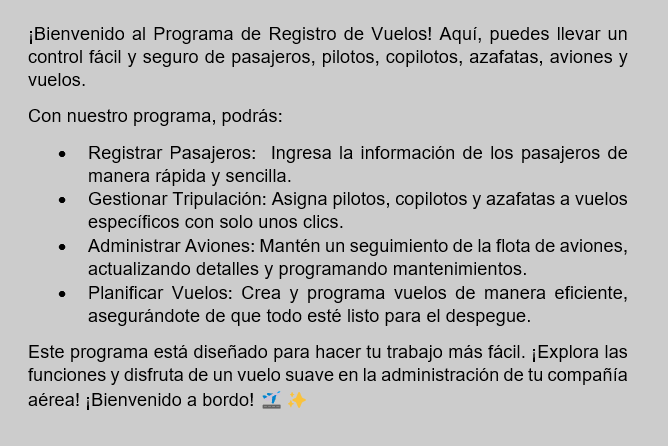 ¡Bienvenido al Programa de Registro de Vuelos! Aquí, puedes llevar un
control fácil y seguro de pasajeros, pilotos, copilotos, azafatas, aviones y
vuelos.
Con nuestro programa, podrás:
• Registrar Pasajeros:  Ingresa la información de los pasajeros de
manera rápida y sencilla.
• Gestionar Tripulación: Asigna pilotos, copilotos y azafatas a vuelos
específicos con solo unos clics.
• Administrar Aviones: Mantén un seguimiento de la flota de aviones,
actualizando detalles y programando mantenimientos.
• Planificar Vuelos: Crea y programa vuelos de manera eficiente,
asegurándote de que todo esté listo para el despegue.
Este programa está diseñado para hacer tu trabajo más fácil. ¡Explora las
funciones y disfruta de un vuelo suave en la administración de tu compañía
aérea! ¡Bienvenido a bordo! 🛫 ✨